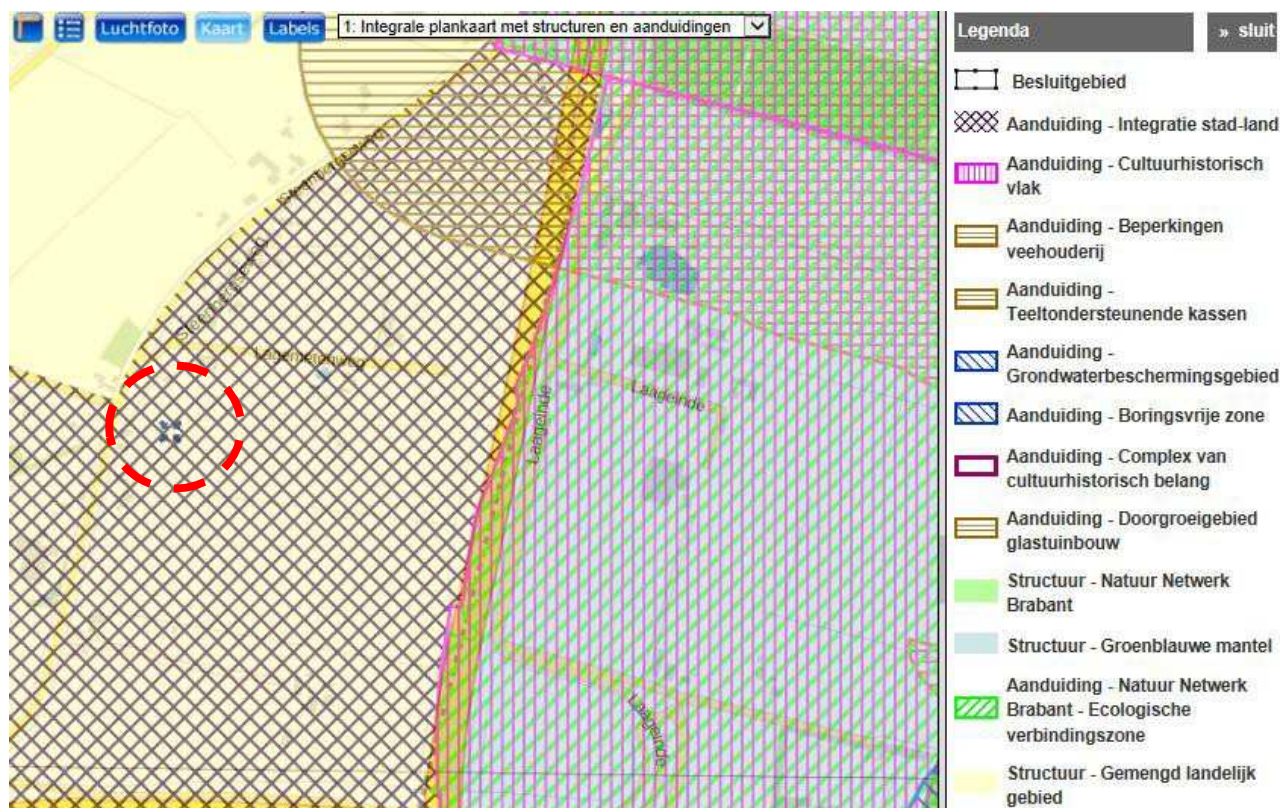 Luchtfoto Kaart Labels 1: Integrale plankaart met structuren en aanduidingen
Steenbergseweg
Steenbergseweg
Lagemeterenweg
Laageinde
Laageinde
Laageinde
Legenda » sluit
Besluitgebied
Aanduiding - Integratie stad-land
Aanduiding - Cultuurhistorisch
vlak
Aanduiding - Beperkingen
veehouderij
Aanduiding -
Teeltondersteunende kassen
Aanduiding -
Grondwaterbeschermingsgebied
Aanduiding - Boringsvrije zone
Aanduiding - Complex van
cultuurhistorisch belang
Aanduiding - Doorgroeigebied
glastuinbouw
Structuur - Natuur Netwerk
Brabant
Structuur - Groenblauwe mantel
Aanduiding - Natuur Netwerk
Brabant - Ecologische
verbindingszone
Structuur - Gemengd landelijk
gebied